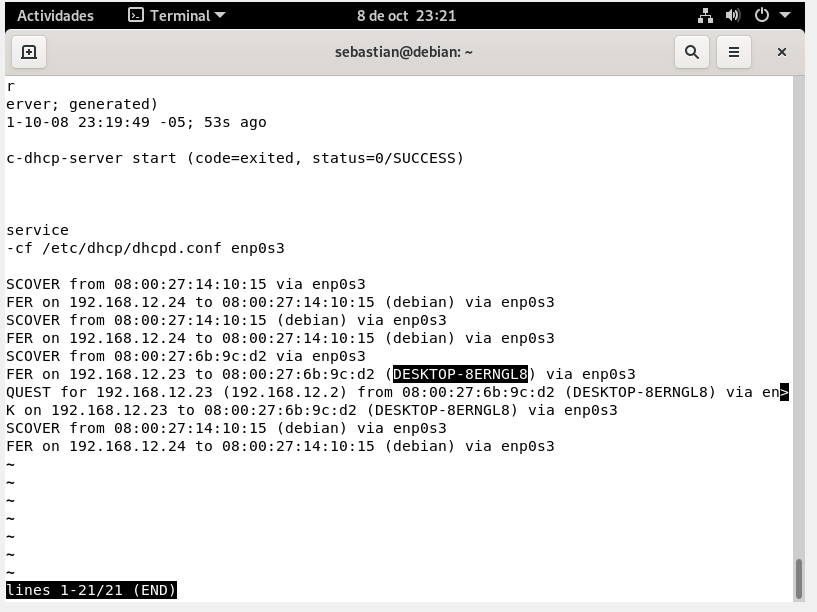 Actividades
Terminal
8 de oct 23:21
sebastian@debian: ~
r
erver; generated)
1-10-08 23:19:49 -05; 53s ago
c-dhcp-server start (code=exited, status=0/SUCCESS)
service
-cf /etc/dhcp/dhcpd.conf enp0s3
SCOVER from 08:00:27:14:10:15 via enp0s3
FER on 192.168.12.24 to 08:00:27:14:10:15 (debian) via enp0s3
SCOVER from 08:00:27:14:10:15 (debian) via enp0s3
FER on 192.168.12.24 to 08:00:27:14:10:15 (debian) via enp0s3
SCOVER from 08:00:27:6b:9c:d2 via enp0s3
FER on 192.168.12.23 to 08:00:27:6b:9c:d2 (DESKTOP-8ERNGL8) via enp0s3
QUEST for 192.168.12.23 (192.168.12.2) from 08:00:27:6b:9c:d2 (DESKTOP-8ERNGL8) via en>
K on 192.168.12.23 to 08:00:27:6b:9c:d2 (DESKTOP-8ERNGL8) via enp0s3
SCOVER from 08:00:27:14:10:15 (debian) via enp0s3
FER on 192.168.12.24 to 08:00:27:14:10:15 (debian) via enp0s3
~
~
~
~
~
~
~
lines 1-21/21 (END)